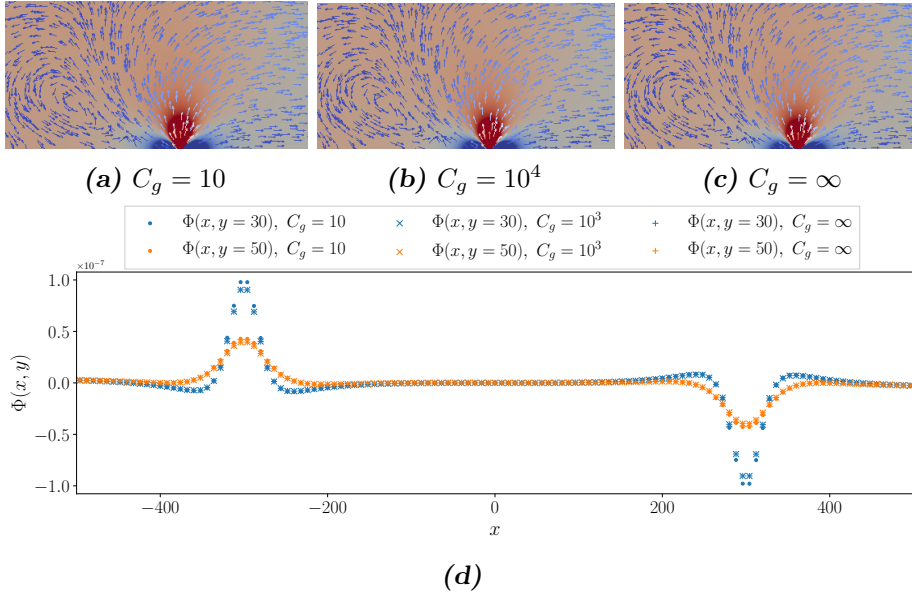 (a) C_g = 10
(b) C_g = 10^4
(c) C_g = ∞
Φ(x, y = 30), C_g = 10
Φ(x, y = 30), C_g = 10^3
Φ(x, y = 30), C_g = ∞
Φ(x, y = 50), C_g = 10
Φ(x, y = 50), C_g = 10^3
Φ(x, y = 50), C_g = ∞
×10^−7
1.0
0.5
0.0
−0.5
−1.0
Φ(x, y)
−400 −200 0 200 400
x
(d)